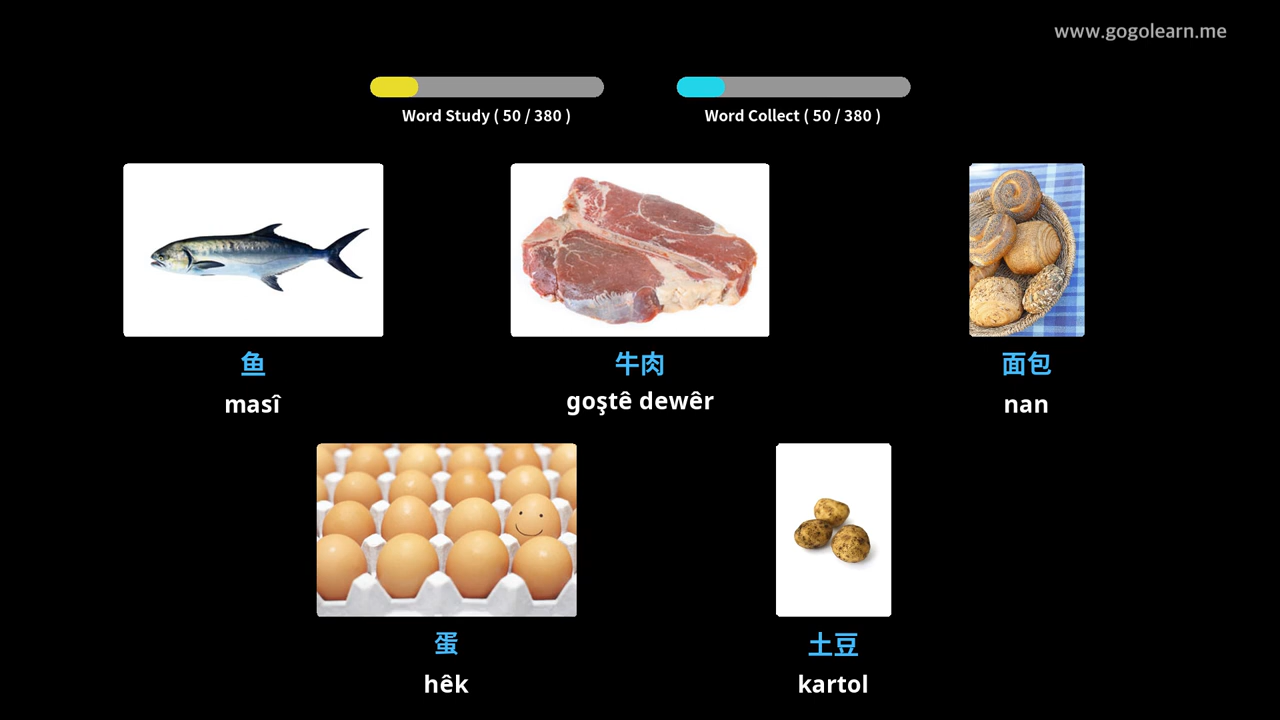 www.gogolearn.me
Word Study ( 50 / 380 )
Word Collect ( 50 / 380 )
鱼
masî
牛肉
goştê dewêr
面包
nan
蛋
hêk
土豆
kartol